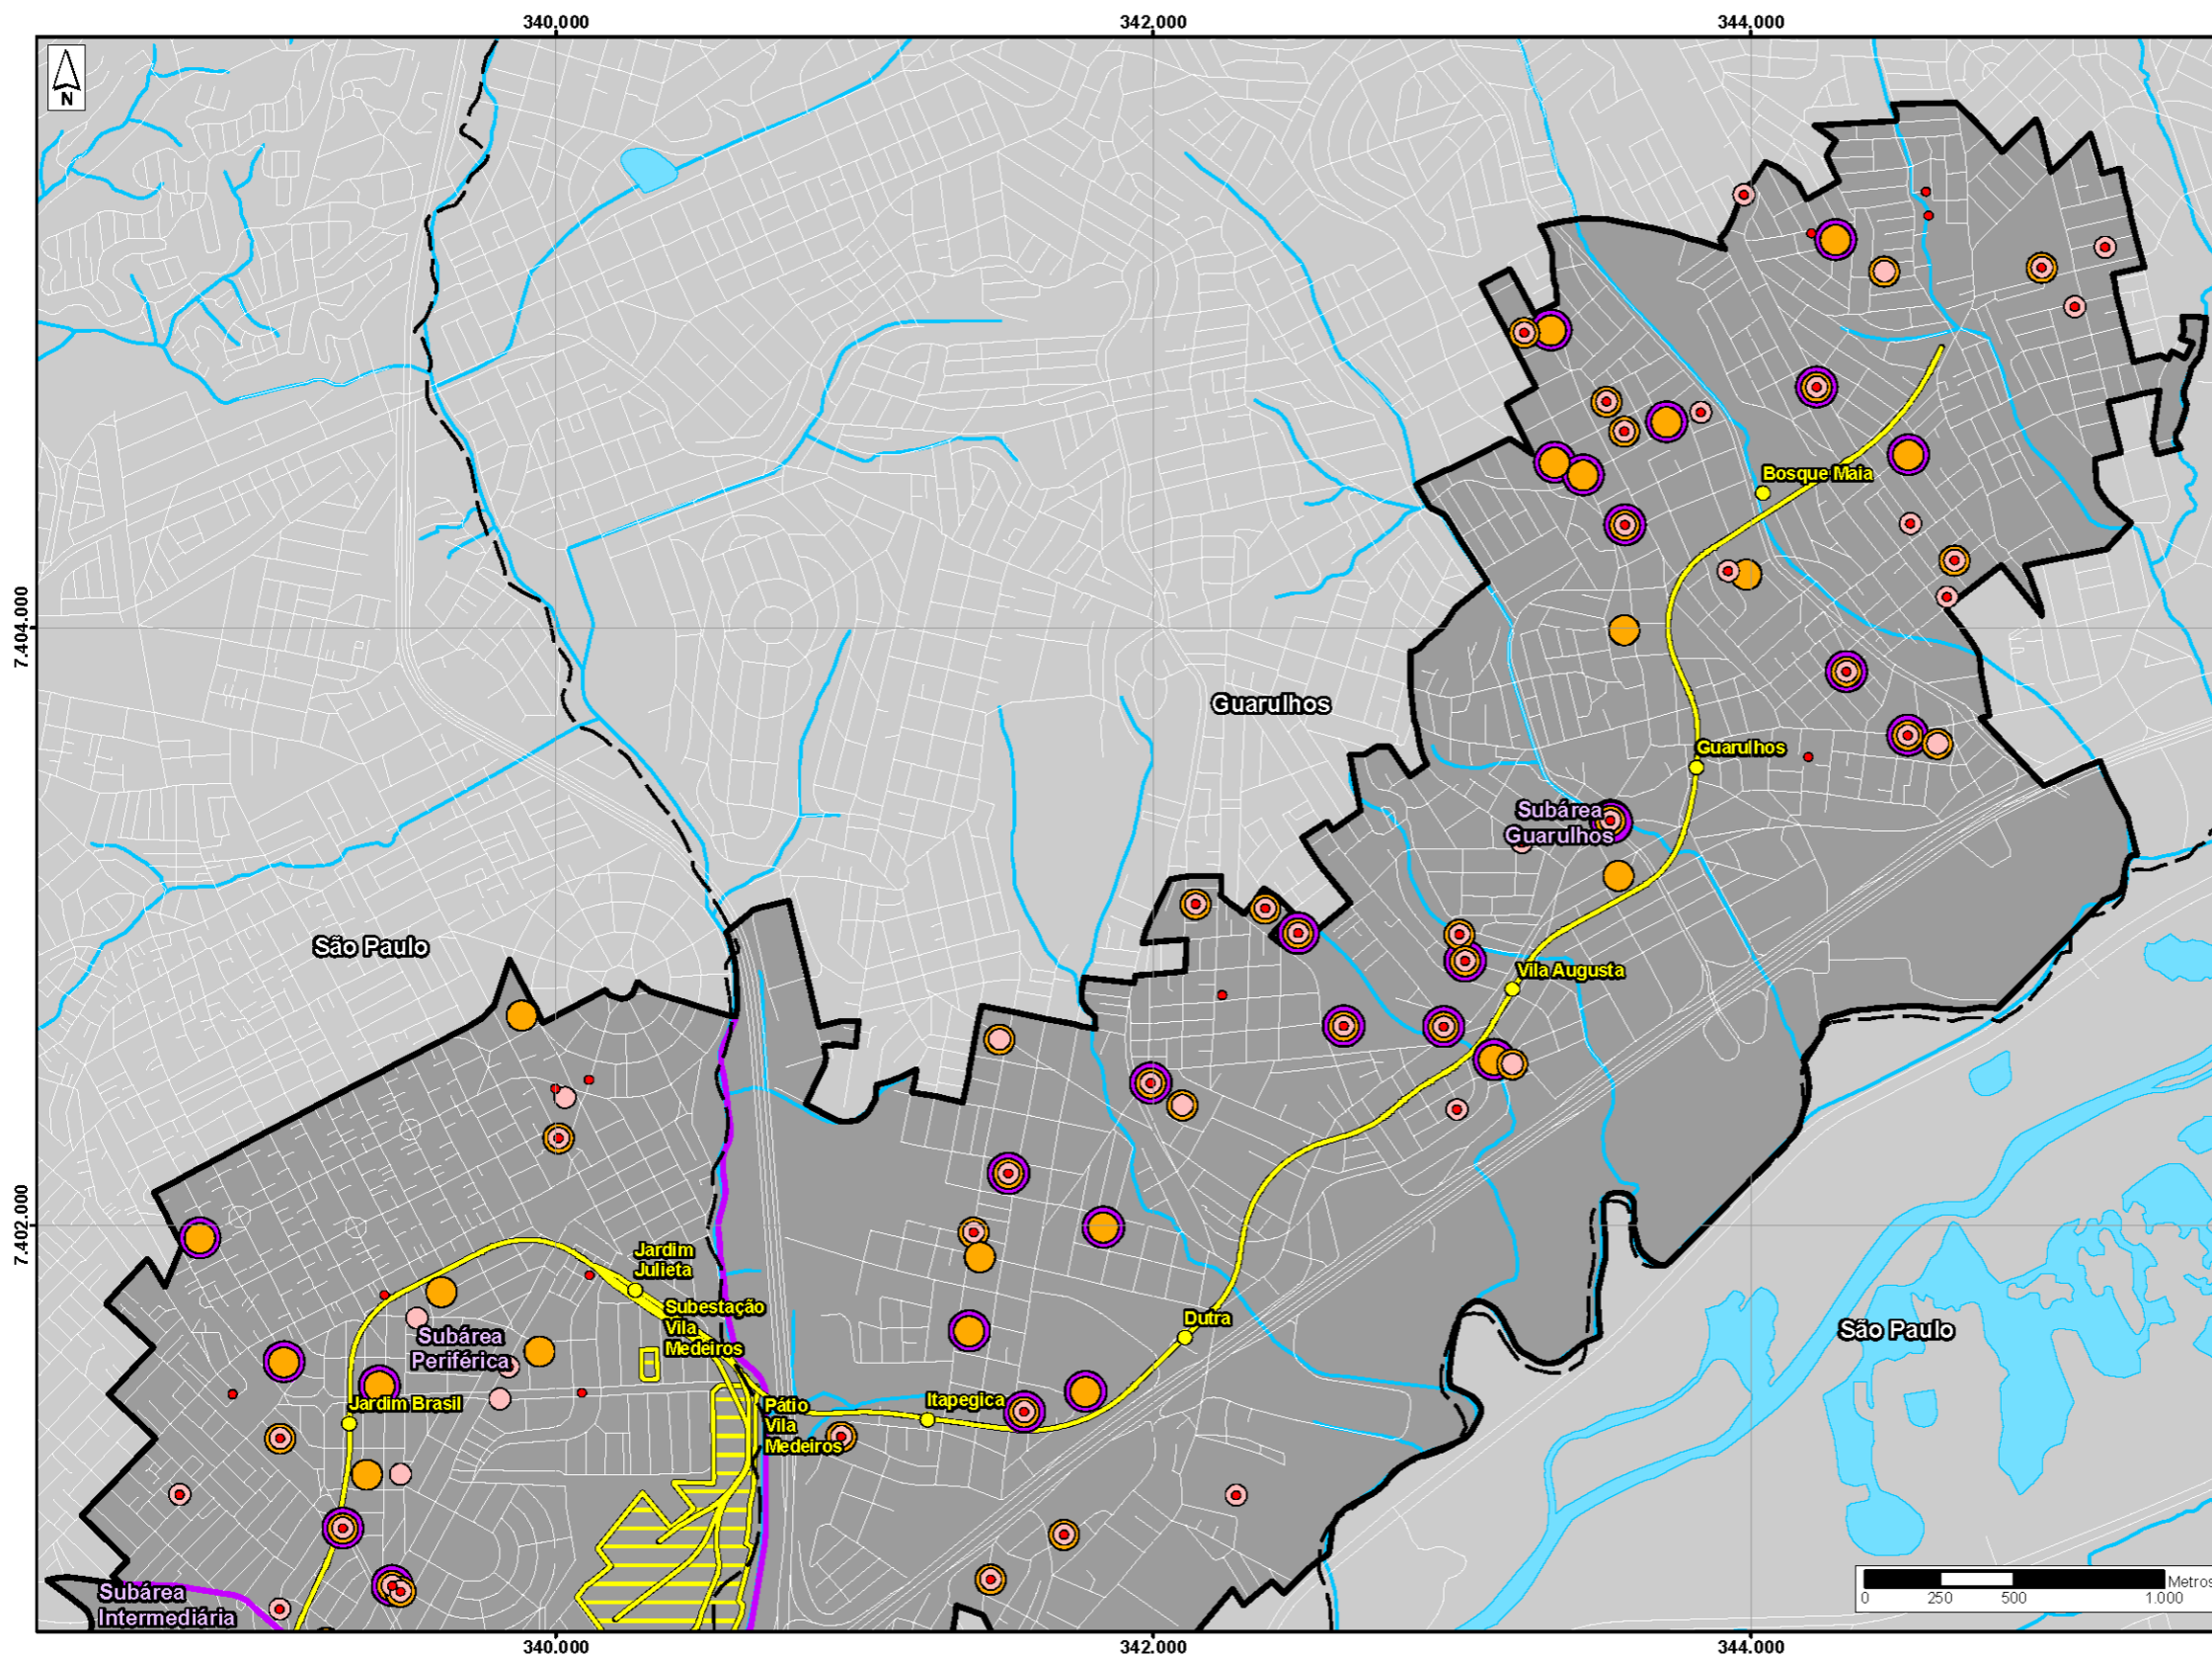 340.000
342.000
344.000
N
Bosque Maia
7.404.000
Guarulhos
Guarulhos
Subárea
Guarulhos
São Paulo
Vila Augusta
7.402.000
Jardim
Julieta
Subestação
Vila
Medeiros
Dutra
São Paulo
Subárea
Periférica
Jardim Brasil
Itapegica
Pátio
Vila
Medeiros
Subárea
Intermediária
Metros
0
250
500
1.000
340.000
342.000
344.000